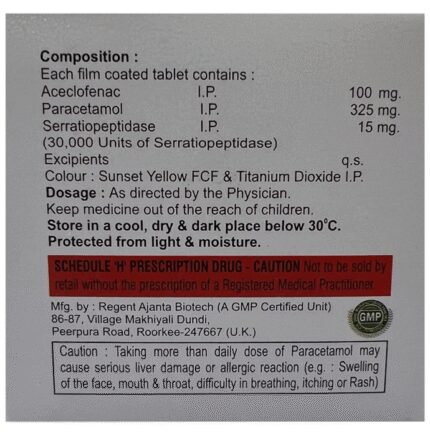 Composition :
Each film coated tablet contains :
Aceclofenac I.P. 100 mg.
Paracetamol I.P. 325 mg.
Serratiopeptidase I.P. 15 mg.
(30,000 Units of Serratiopeptidase)
Excipients q.s.
Colour : Sunset Yellow FCF & Titanium Dioxide I.P.
Dosage : As directed by the Physician.
Keep medicine out of the reach of children.
Store in a cool, dry & dark place below 30°C.
Protected from light & moisture.
SCHEDULE 'H' PRESCRIPTION DRUG - CAUTION Not to be sold by
retail without the prescription of a Registered Medical Practitioner.
Mfg. by : Regent Ajanta Biotech (A GMP Certified Unit)
86-87, Village Makhiyali Dundi,
Peerpura Road, Roorkee-247667 (U.K.)
GMP
Caution : Taking more than daily dose of Paracetamol may
cause serious liver damage or allergic reaction (e.g. : Swelling
of the face, mouth & throat, difficulty in breathing, itching or Rash)